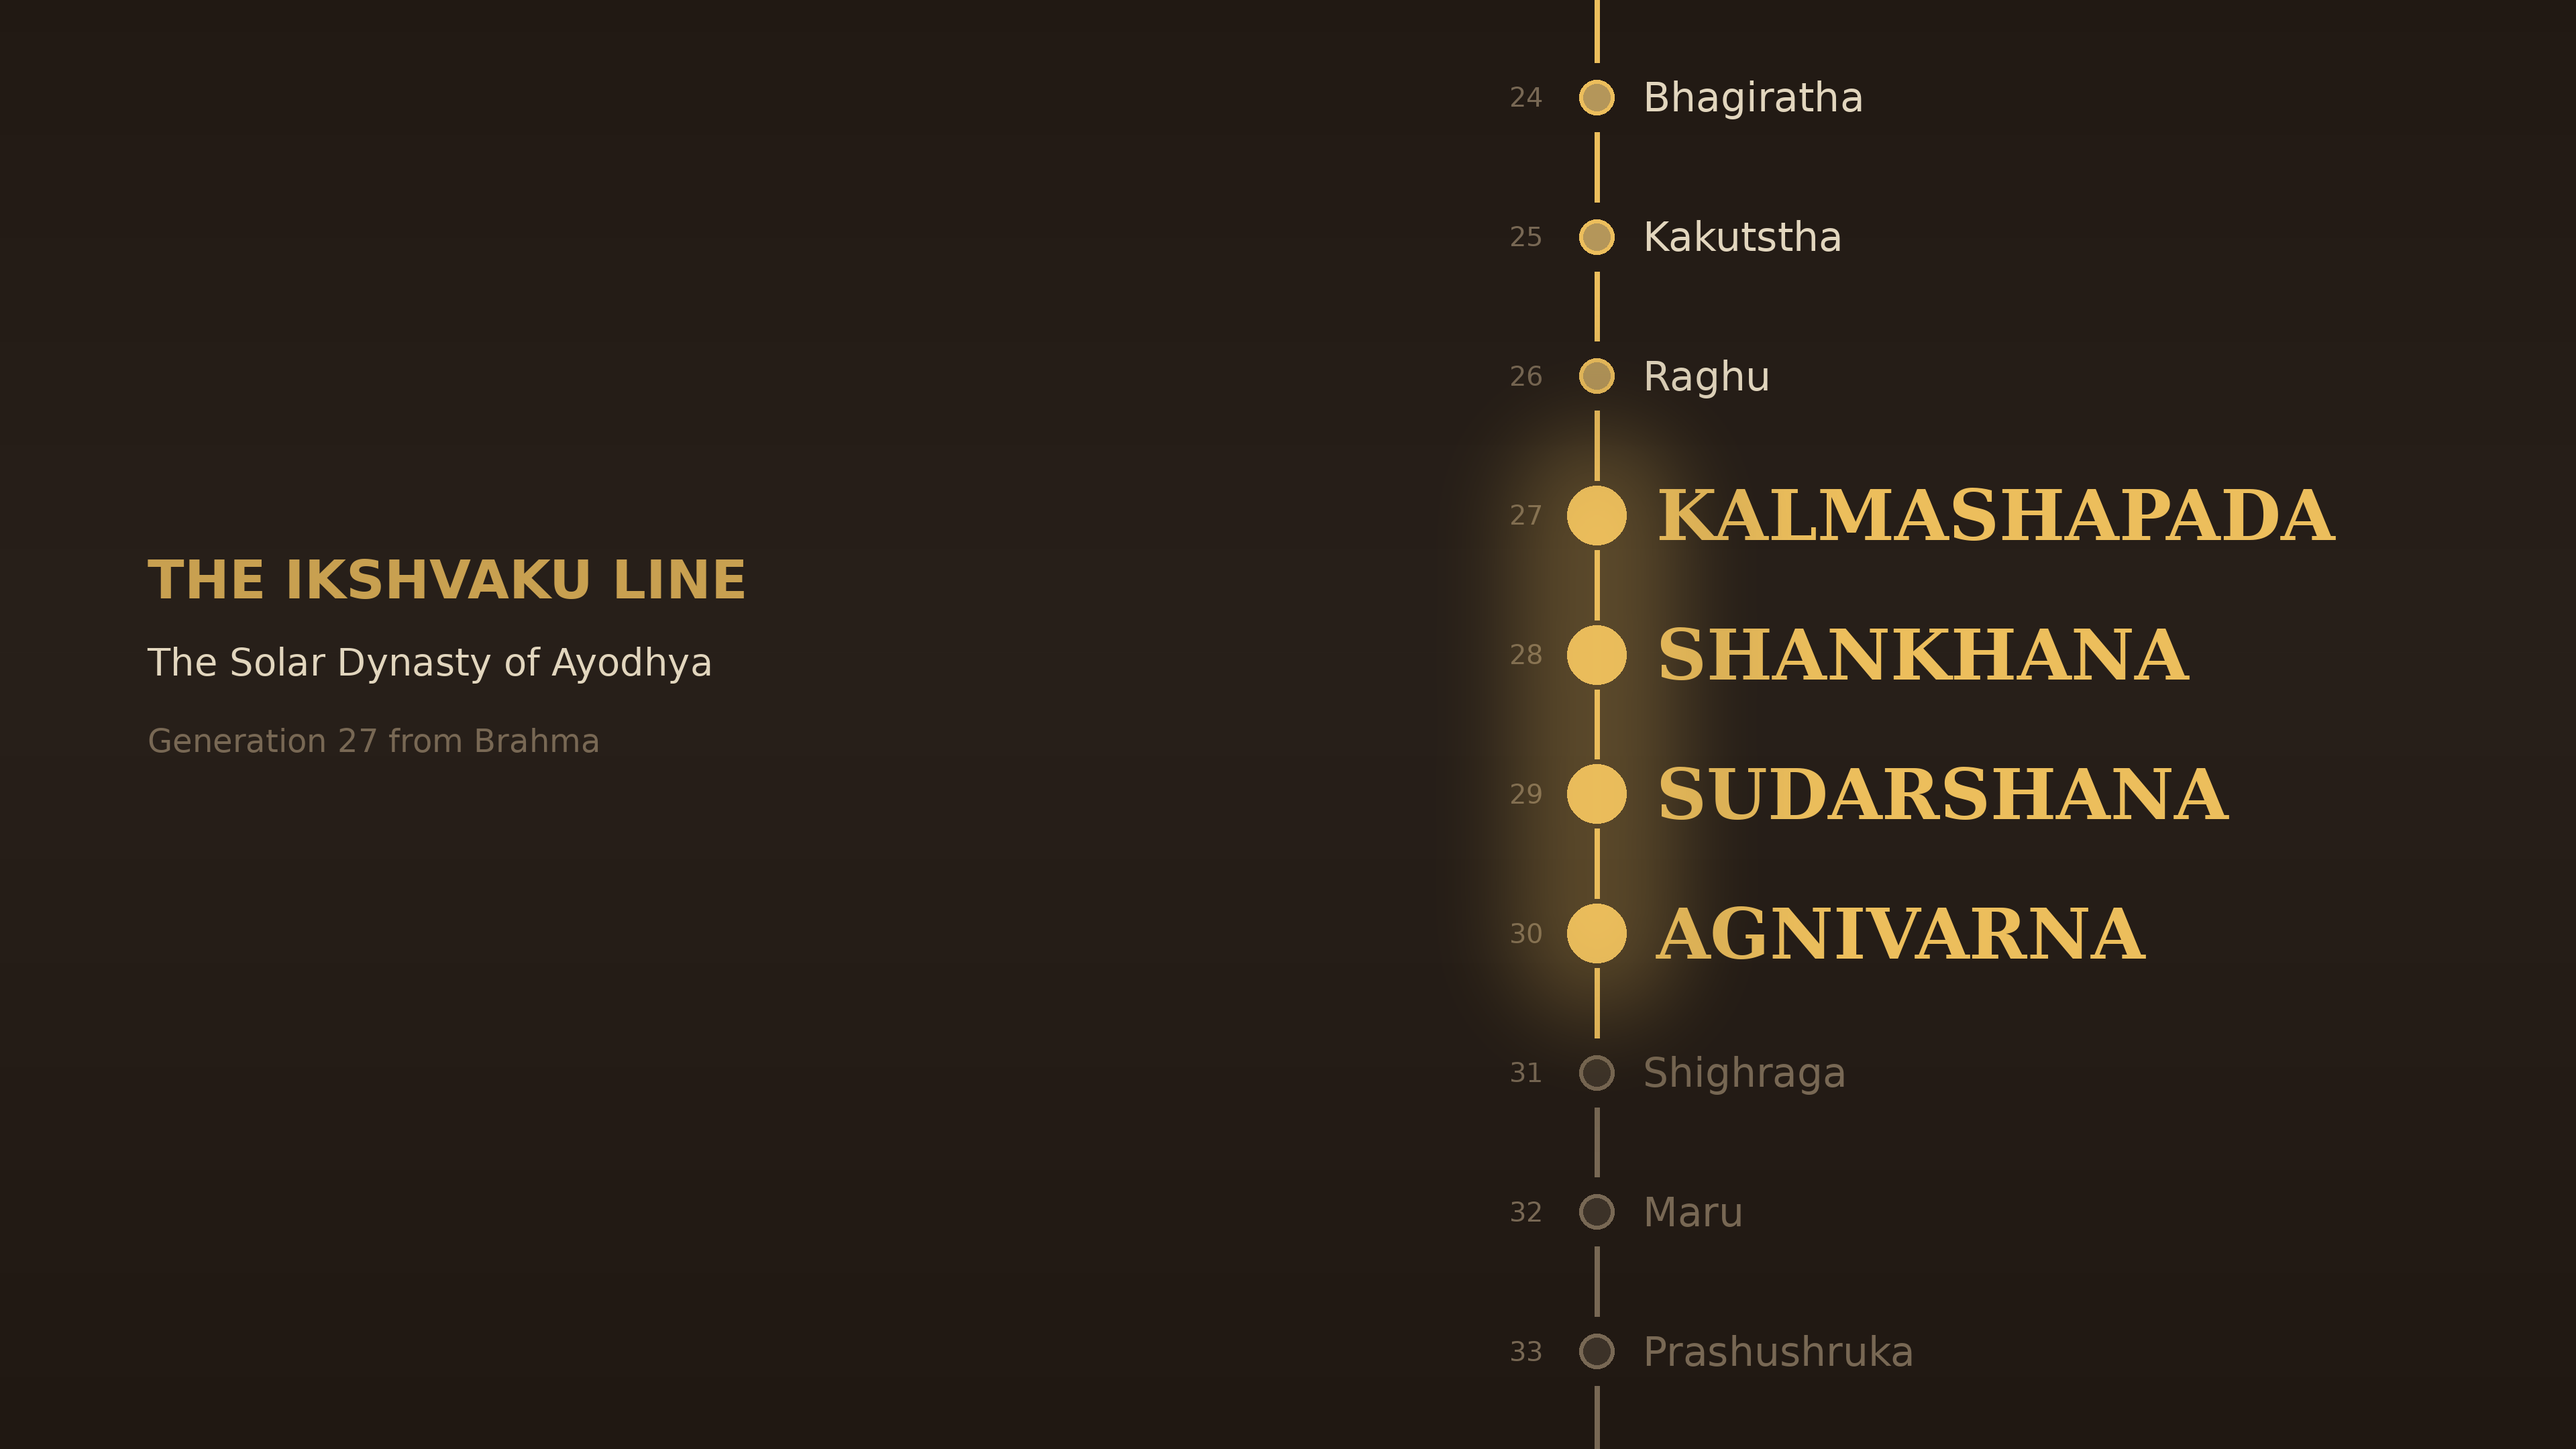 THE IKSHVAKU LINE
The Solar Dynasty of Ayodhya
Generation 27 from Brahma
24 Bhagiratha
25 Kakutstha
26 Raghu
27 KALMASHAPADA
28 SHANKHANA
29 SUDARSHANA
30 AGNIVARNA
31 Shighraga
32 Maru
33 Prashushruka